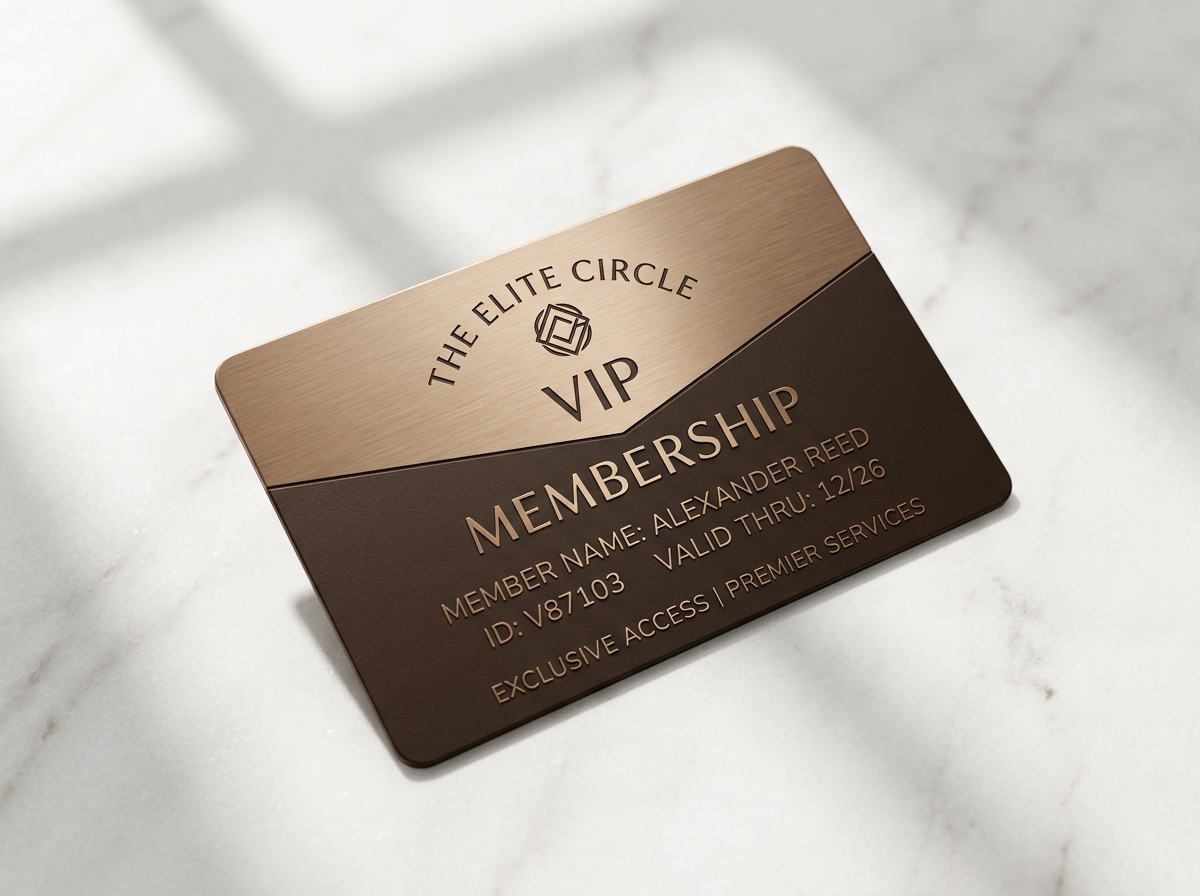 THE ELITE CIRCLE
VIP
MEMBERSHIP
MEMBER NAME: ALEXANDER REED
ID: V87103 VALID THRU: 12/26
EXCLUSIVE ACCESS | PREMIER SERVICES